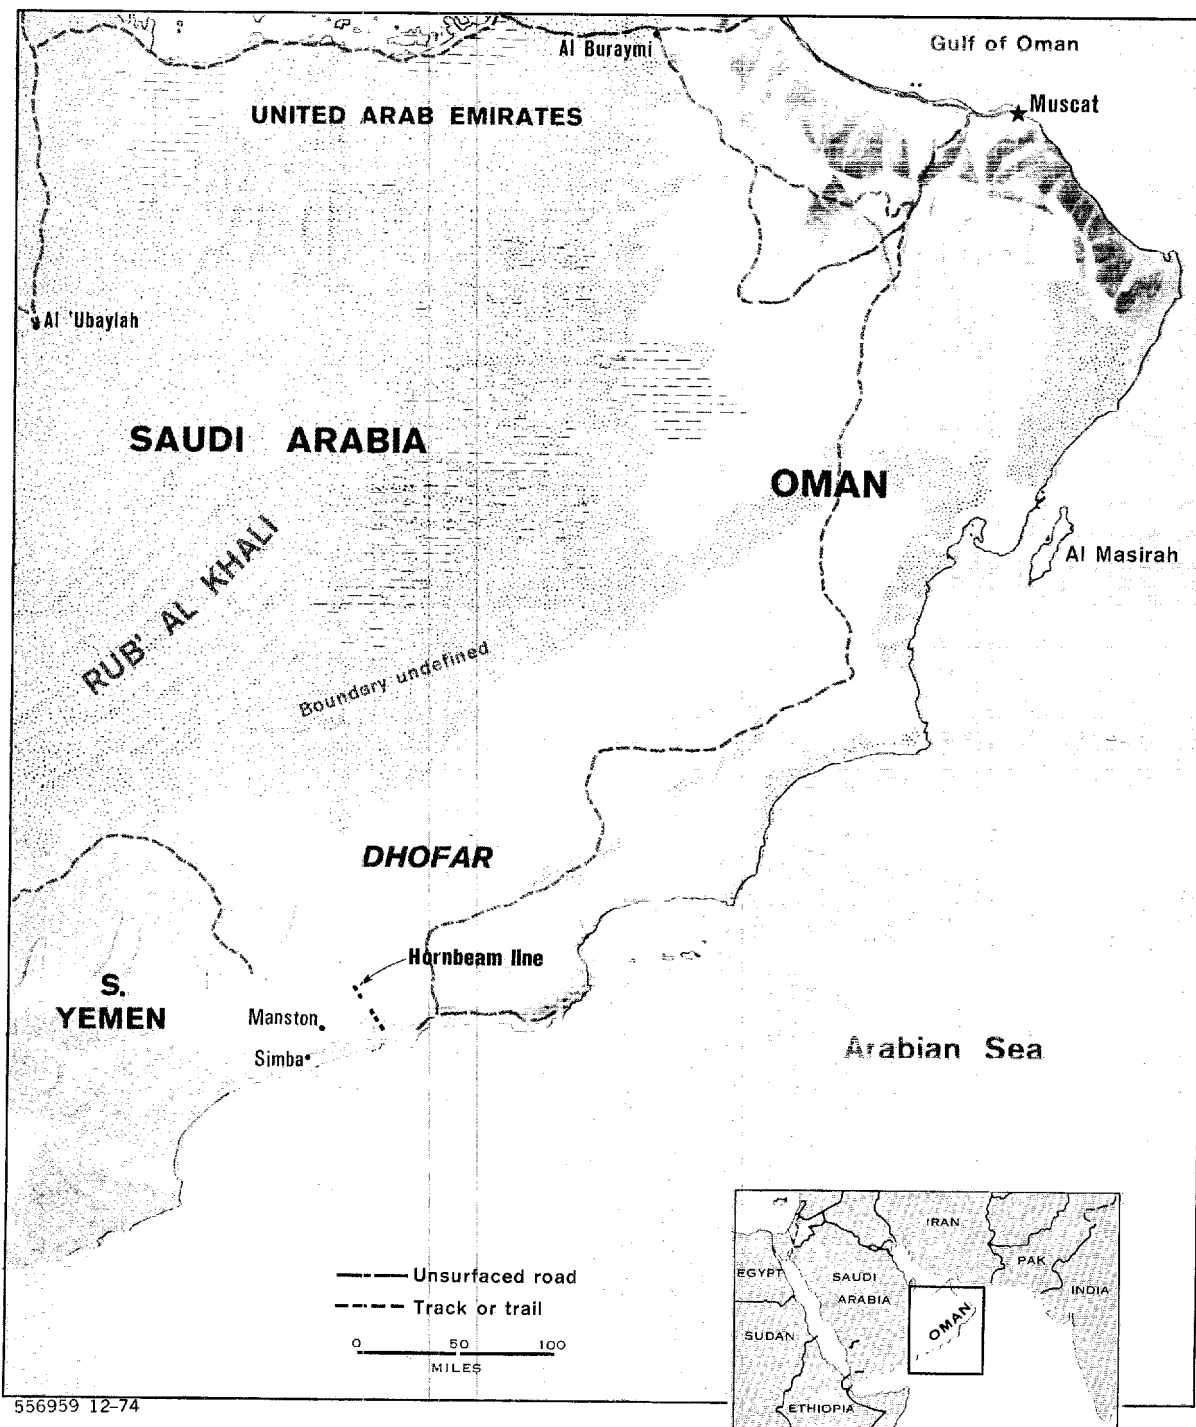 Gulf of Oman
Al Buraymi
Muscat
UNITED ARAB EMIRATES
Al 'Ubaylah
SAUDI ARABIA
OMAN
RUB' AL KHALI
Al Masirah
Boundary undefined
DHOFAR
Hornbeam line
S.
YEMEN
Manston
Simba
Arabian Sea
Unsurfaced road
Track or trail
0 50 100
MILES
IRAN
EGYPT
SAUDI
ARABIA
PAK
INDIA
OMAN
SUDAN
ETHIOPIA
556959 12-74